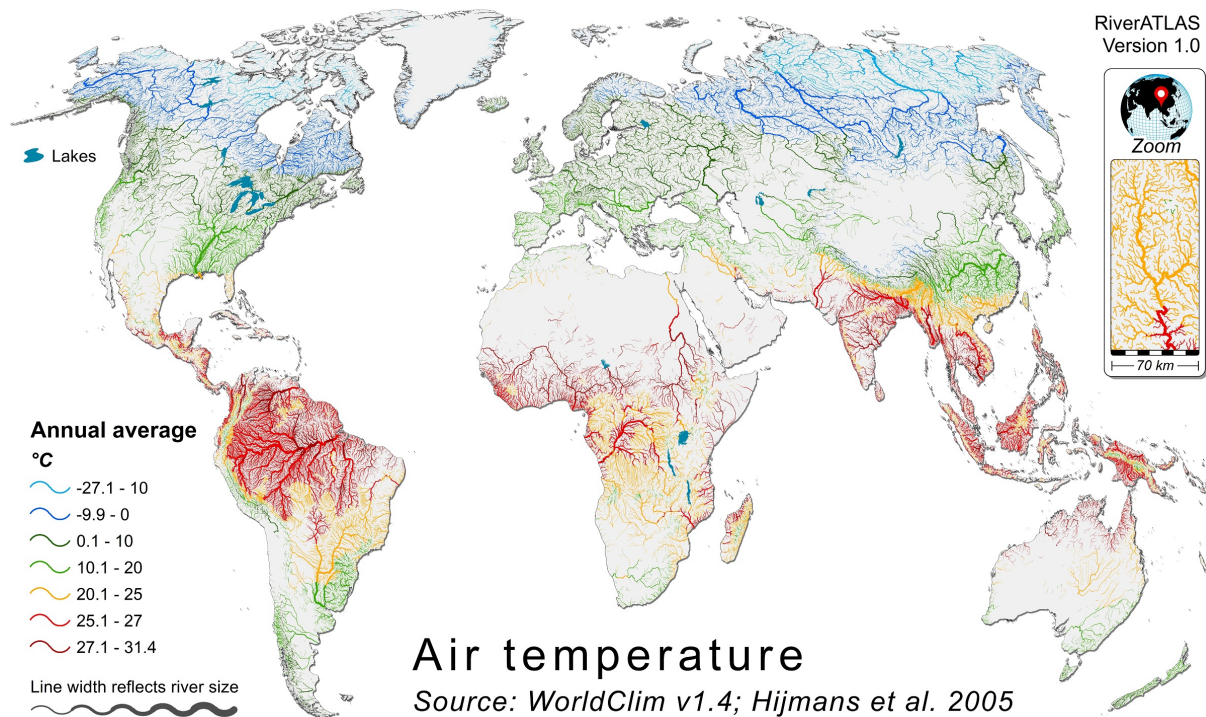 RiverATLAS
Version 1.0
Zoom
70 km
Lakes
Annual average
°C
-27.1 - 10
-9.9 - 0
0.1 - 10
10.1 - 20
20.1 - 25
25.1 - 27
27.1 - 31.4
Line width reflects river size
Air temperature
Source: WorldClim v1.4; Hijmans et al. 2005